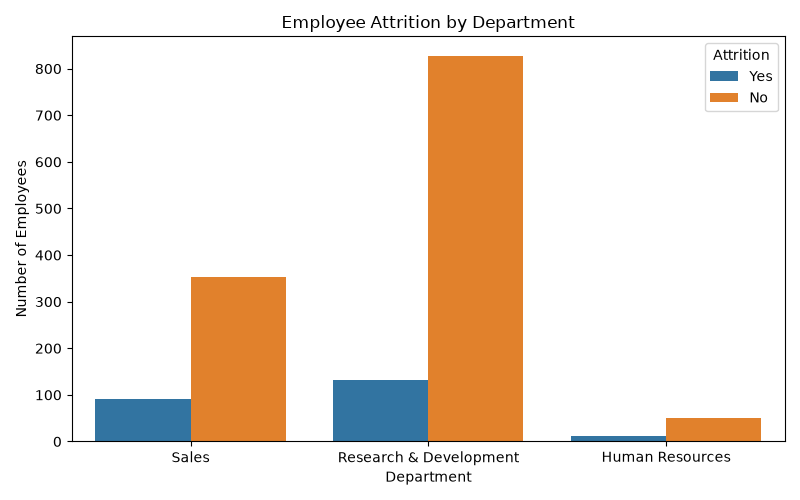 Employee Attrition by Department
Attrition
Yes
No
Number of Employees
800
700
600
500
400
300
200
100
0
Sales
Research & Development
Human Resources
Department